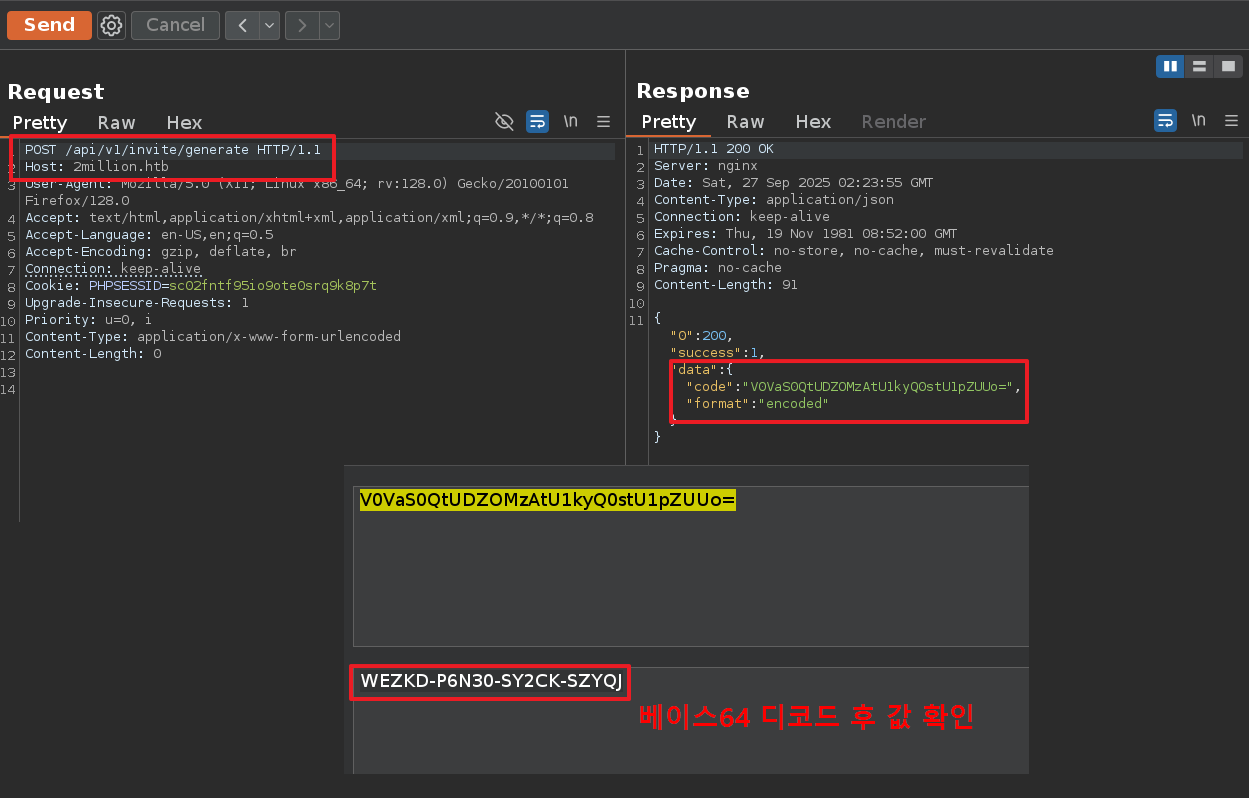 Send
Cancel
Request
Pretty Raw Hex
\n
1 POST /api/v1/invite/generate HTTP/1.1
2 Host: 2million.htb
3 User-Agent: Mozilla/5.0 (X11; Linux x86_64; rv:128.0) Gecko/20100101
Firefox/128.0
4 Accept: text/html,application/xhtml+xml,application/xml;q=0.9,*/*;q=0.8
5 Accept-Language: en-US,en;q=0.5
6 Accept-Encoding: gzip, deflate, br
7 Connection: keep-alive
8 Cookie: PHPSESSID=sc02fntf95io9ote0srq9k8p7t
9 Upgrade-Insecure-Requests: 1
10 Priority: u=0, i
11 Content-Type: application/x-www-form-urlencoded
12 Content-Length: 0
13
14
Response
Pretty Raw Hex Render
\n
1 HTTP/1.1 200 OK
2 Server: nginx
3 Date: Sat, 27 Sep 2025 02:23:55 GMT
4 Content-Type: application/json
5 Connection: keep-alive
6 Expires: Thu, 19 Nov 1981 08:52:00 GMT
7 Cache-Control: no-store, no-cache, must-revalidate
8 Pragma: no-cache
9 Content-Length: 91
10
11 {
"0":200,
"success":1,
"data":{
"code":"V0VaS0QtUDZOMzAtU1kyQ0stU1pZUUo=",
"format":"encoded"
}
}
V0VaS0QtUDZOMzAtU1kyQ0stU1pZUUo=
WEZKD-P6N30-SY2CK-SZYQJ
베이스64 디코드 후 값 확인